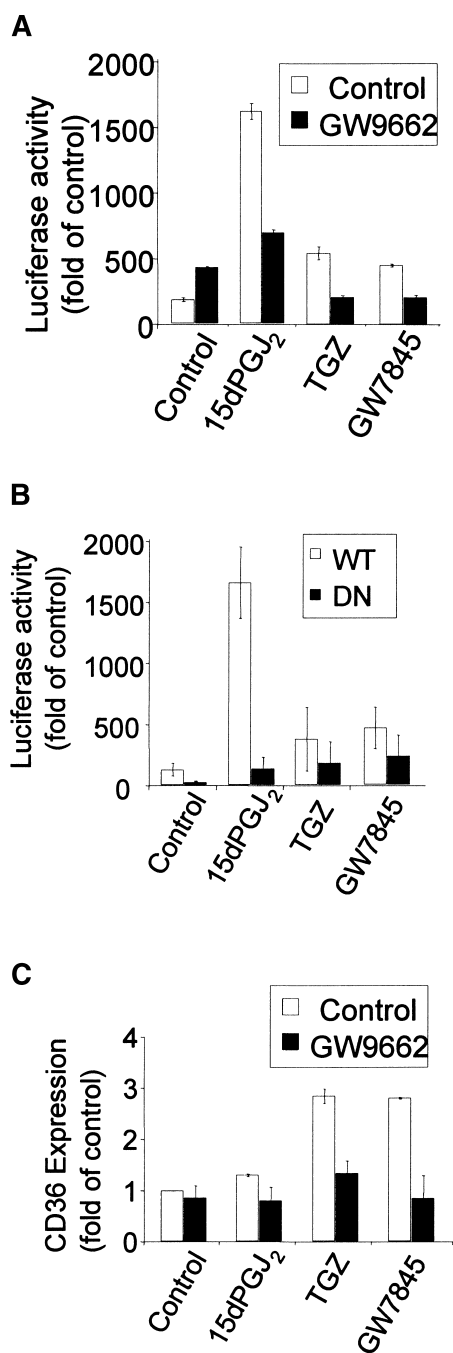 A
Luciferase activity
(fold of control)
2000
1500
1000
500
0
Control
GW9662
Control
15dPGJ2
TGZ
GW7845
B
Luciferase activity
(fold of control)
2000
1500
1000
500
0
WT
DN
Control
15dPGJ2
TGZ
GW7845
C
CD36 Expression
(fold of control)
4
3
2
1
0
Control
GW9662
Control
15dPGJ2
TGZ
GW7845